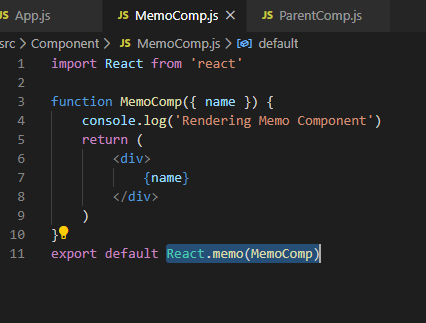 JS App.js JS MemoComp.js × JS ParentComp.js
src > Component > JS MemoComp.js > default
1 import React from 'react'
2
3 function MemoComp({ name }) {
4 console.log('Rendering Memo Component')
5 return (
6 <div>
7 {name}
8 </div>
9 )
10 }
11 export default React.memo(MemoComp)